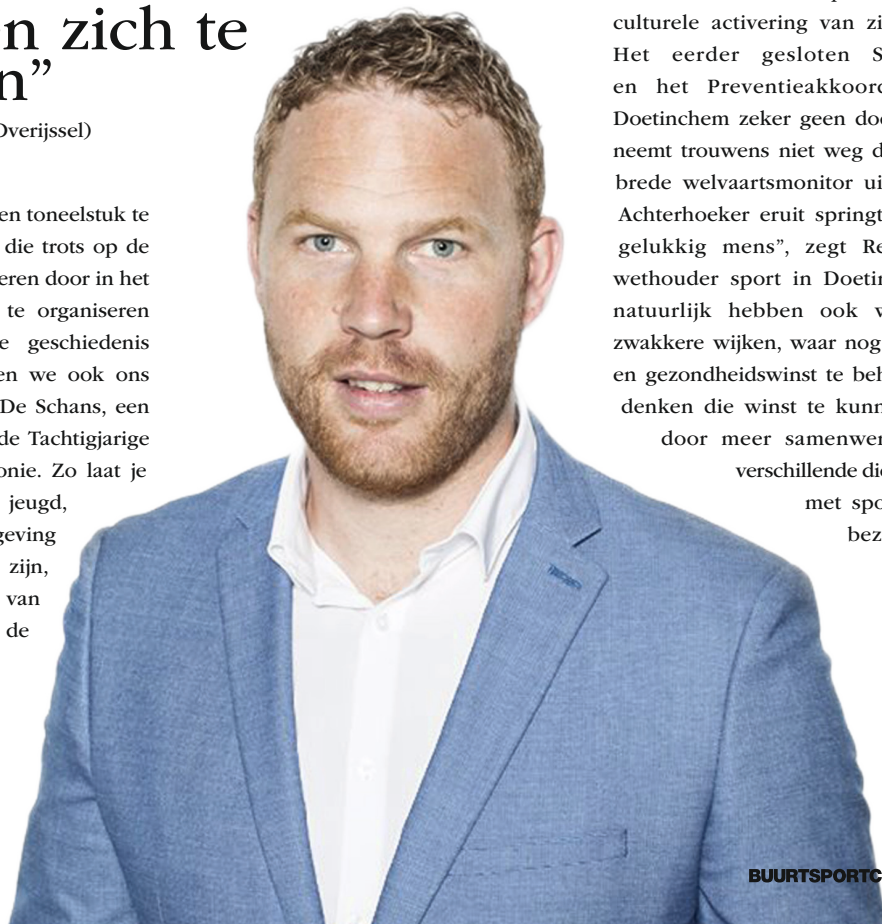 n zich te
n”
Overijssel)
en toneelstuk te
die trots op de
eren door in het
te organiseren
e geschiedenis
en we ook ons
De Schans, een
de Tachtigjarige
onie. Zo laat je
jeugd,
geving
zijn,
van
de
culturele activering van zi
Het eerder gesloten S
en het Preventieakkoord
Doetinchem zeker geen doo
neemt trouwens niet weg d
brede welvaartsmonitor ui
Achterhoeker eruit springt
gelukkig mens”, zegt Re
wethouder sport in Doetin
natuurlijk hebben ook w
zwakkere wijken, waar nog
en gezondheidswinst te beh
denken die winst te kunn
door meer samenwer
verschillende die
met spo
bez
BUURTSPORTC